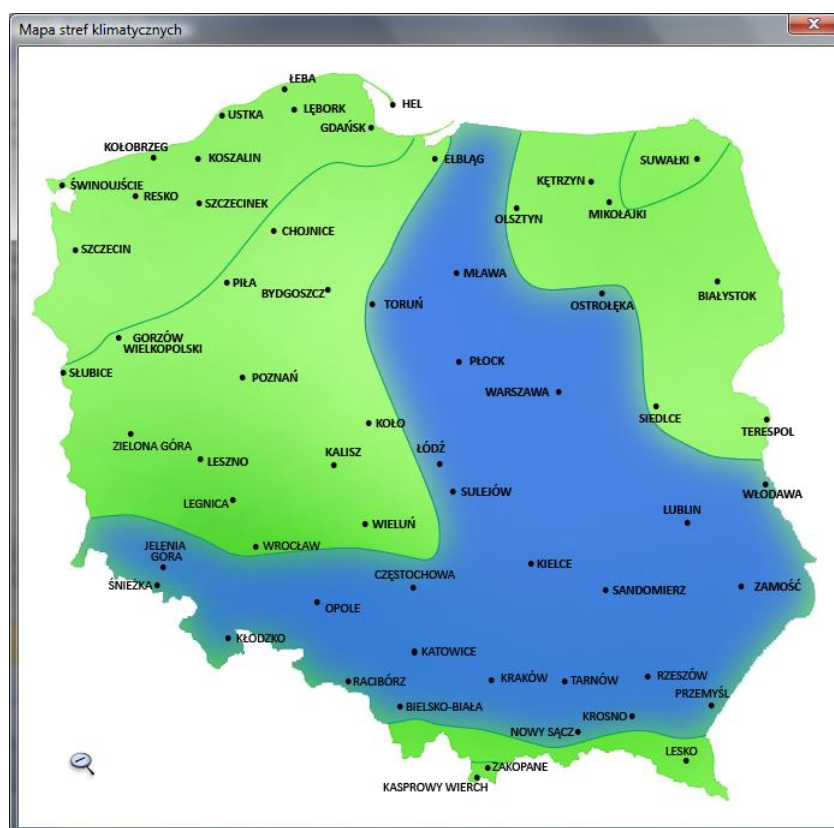 Mapa stref klimatycznych
ŁEBA
HEL
LĘBORK
USTKA
GDAŃSK
KOŁOBRZEG
KOSZALIN
ELBLĄG
SUWAŁKI
KĘTRZYN
ŚWINOUJŚCIE
RESKO
SZCZECINEK
MIKOŁAJKI
OLSZTYN
CHOJNICE
SZCZECIN
MŁAWA
PIŁA
BYDGOSZCZ
BIAŁYSTOK
TORUŃ
OSTROŁĘKA
GORZÓW
WIELKOPOLSKI
SŁUBICE
PŁOCK
POZNAŃ
WARSZAWA
SIEDLCE
KOŁO
TERESPOL
ZIELONA GÓRA
ŁÓDŹ
KALISZ
LESZNO
SULEJÓW
WŁODAWA
LEGNICA
LUBLIN
WIELUŃ
WROCŁAW
JELENIA
GÓRA
KIELCE
CZĘSTOCHOWA
ŚNIEŻKA
SANDOMIERZ
ZAMOŚĆ
OPOLE
KŁODZKO
KATOWICE
RACIBÓRZ
KRAKÓW
TARNÓW
RZESZÓW
PRZEMYŚL
BIELSKO-BIAŁA
KROSNO
NOWY SĄCZ
LESKO
ZAKOPANE
KASPROWY WIERCH